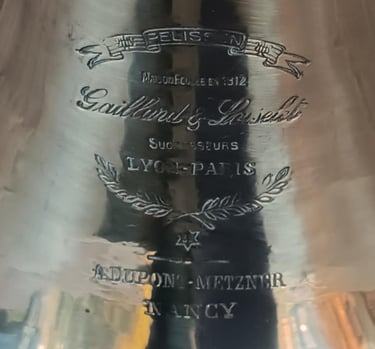 PELISSON
MAISON FONDÉE EN 1812
Gaillard & Loiselet
SUCCESSEURS
LYON-PARIS
A. DUPONT-METZNER
NANCY